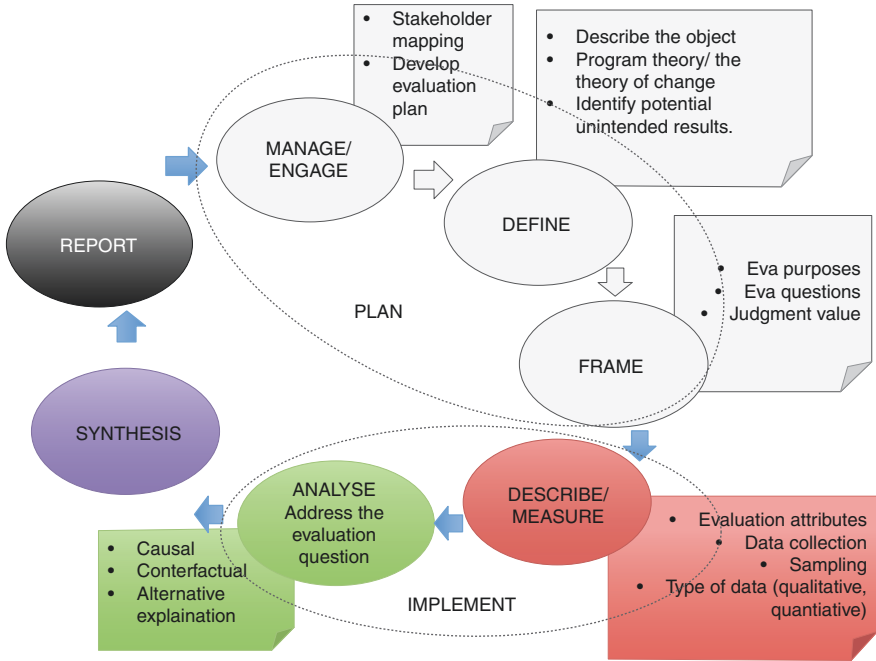 • Stakeholder
mapping
• Develop
evaluation
plan
• Describe the object
• Program theory/ the
theory of change
• Identify potential
unintended results.
MANAGE/
ENGAGE
DEFINE
REPORT
• Eva purposes
• Eva questions
• Judgment value
PLAN
FRAME
SYNTHESIS
ANALYSE
Address the
evaluation
question
DESCRIBE/
MEASURE
• Evaluation attributes
• Data collection
• Sampling
• Type of data (qualitative,
quantiative)
• Causal
• Conterfactual
• Alternative
explaination
IMPLEMENT